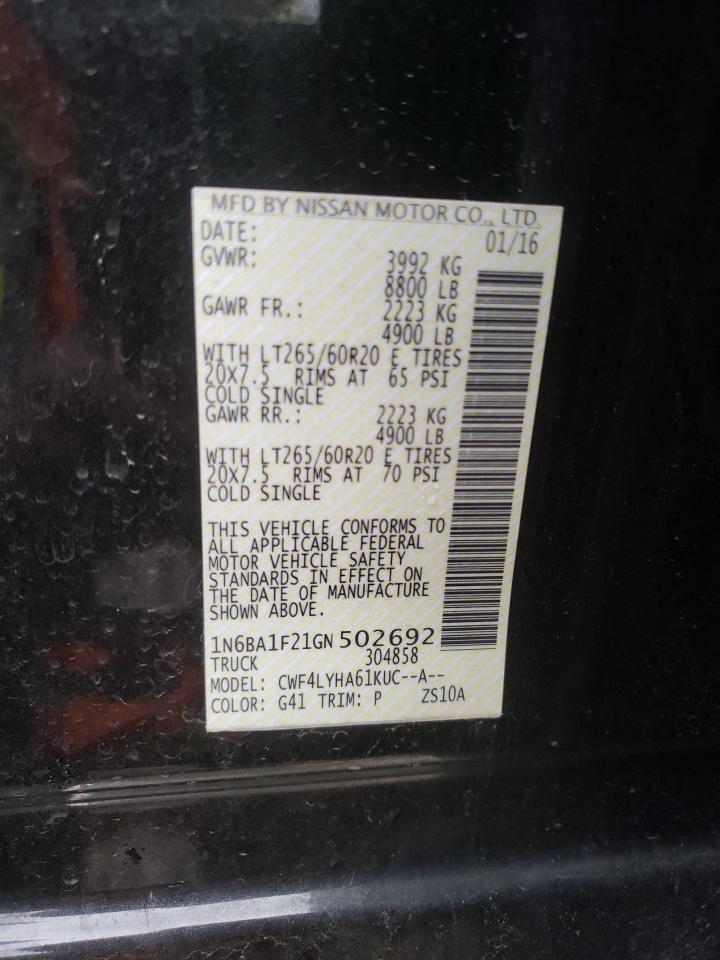 MFD BY NISSAN MOTOR CO., LTD.
DATE: 01/16
GVWR: 3992 KG
8800 LB
GAWR FR.: 2223 KG
4900 LB
WITH LT265/60R20 E TIRES
20X7.5 RIMS AT 65 PSI
COLD SINGLE
GAWR RR.: 2223 KG
4900 LB
WITH LT265/60R20 E TIRES
20X7.5 RIMS AT 70 PSI
COLD SINGLE
THIS VEHICLE CONFORMS TO
ALL APPLICABLE FEDERAL
MOTOR VEHICLE SAFETY
STANDARDS IN EFFECT ON
THE DATE OF MANUFACTURE
SHOWN ABOVE.
1N6BA1F21GN 502692
TRUCK 304858
MODEL: CWF4LYHA61KUC--A--
COLOR: G41 TRIM: P ZS10A